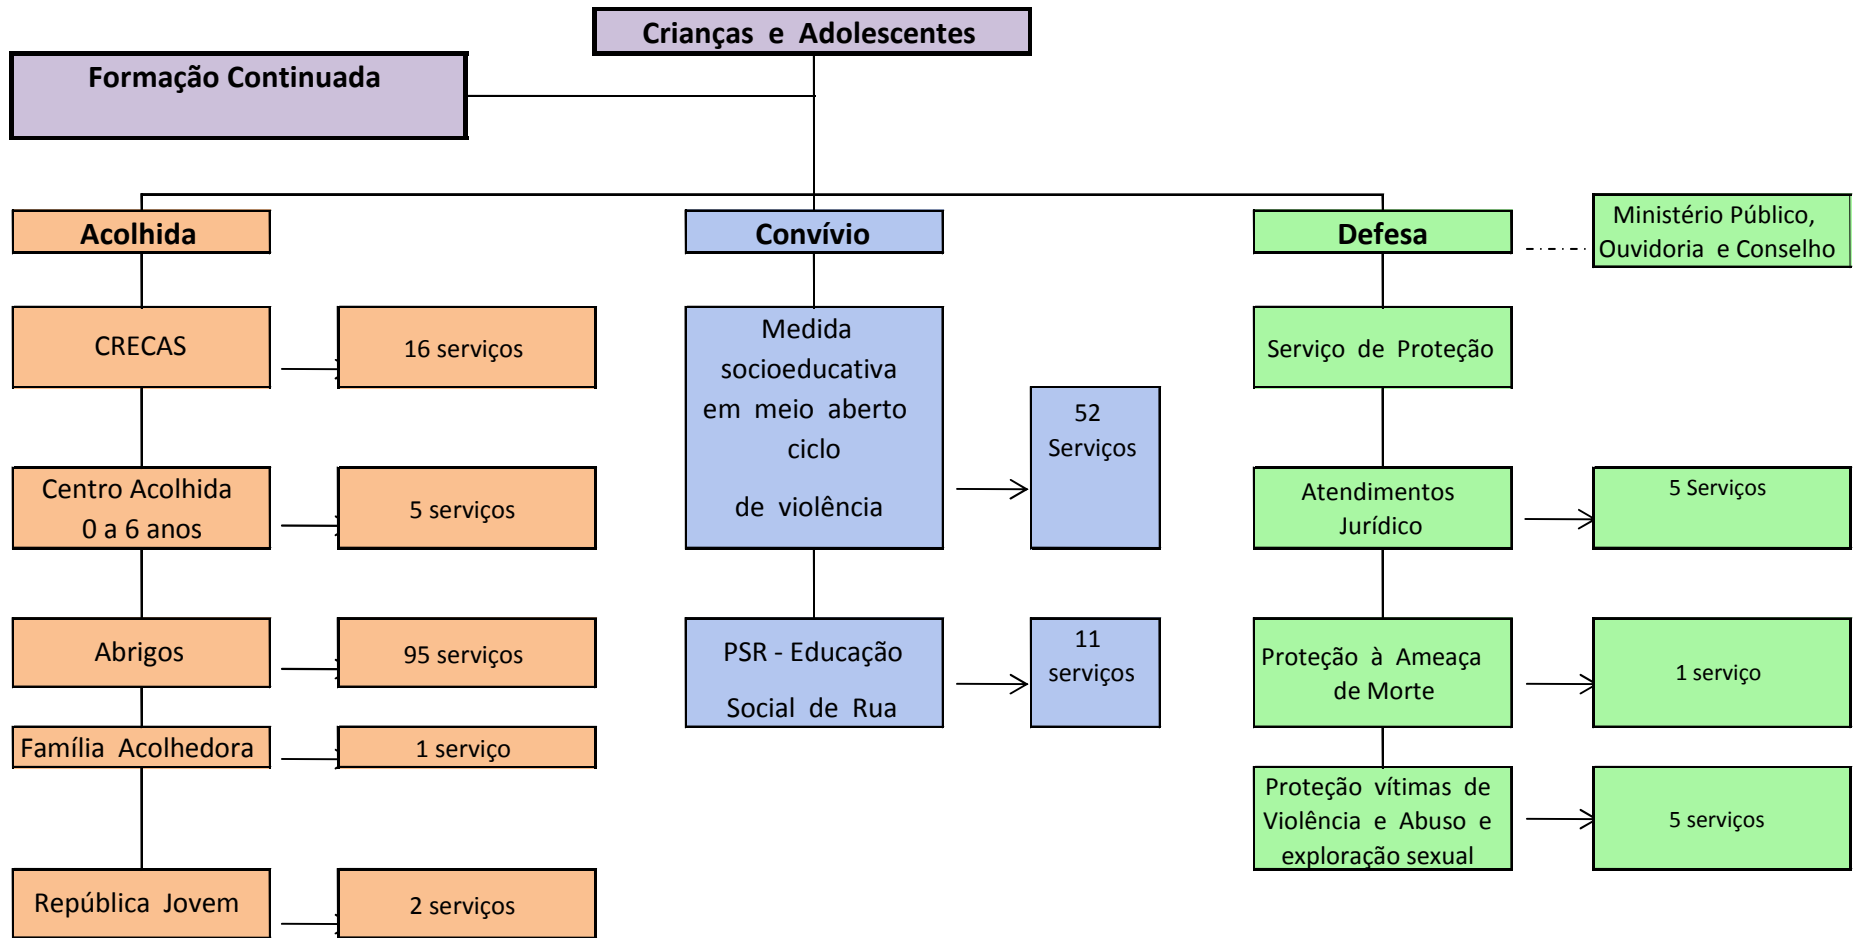 Crianças e Adolescentes
Formação Continuada
Acolhida
CRECAS
16 serviços
Centro Acolhida
0 a 6 anos
5 serviços
Abrigos
95 serviços
Família Acolhedora
1 serviço
República Jovem
2 serviços
Convívio
Medida
socioeducativa
em meio aberto
ciclo
de violência
52
Serviços
PSR - Educação
Social de Rua
11
serviços
Defesa
Ministério Público,
Ouvidoria e Conselho
Serviço de Proteção
Atendimentos
Jurídico
5 Serviços
Proteção à Ameaça
de Morte
1 serviço
Proteção vítimas de
Violência e Abuso e
exploração sexual
5 serviços